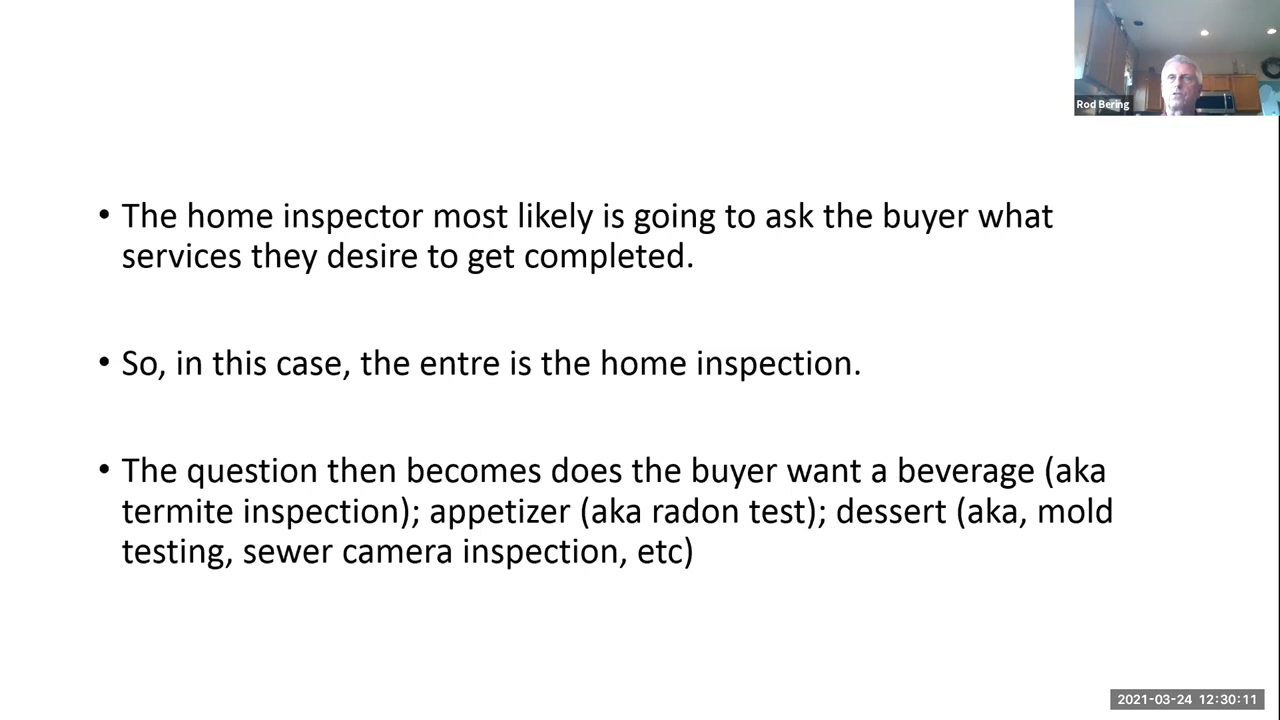 Rod Bering
• The home inspector most likely is going to ask the buyer what
services they desire to get completed.
• So, in this case, the entre is the home inspection.
• The question then becomes does the buyer want a beverage (aka
termite inspection); appetizer (aka radon test); dessert (aka, mold
testing, sewer camera inspection, etc)
2021-03-24 12:30:11